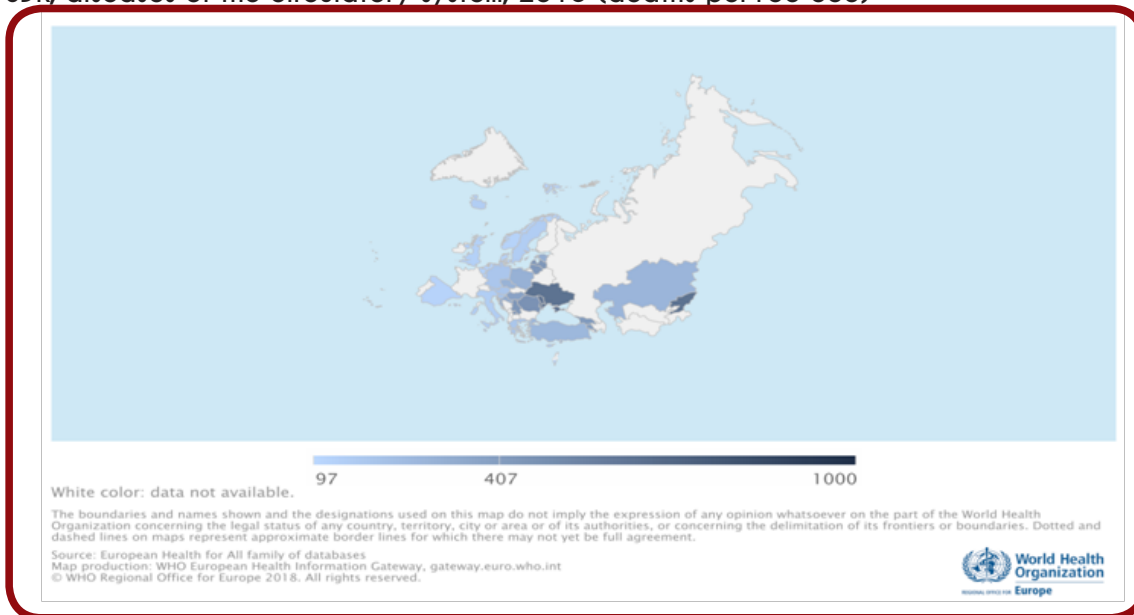 97 407 1000
White color: data not available.
The boundaries and names shown and the designations used on this map do not imply the expression of any opinion whatsoever on the part of the World Health
Organization concerning the legal status of any country, territory, city or area or of its authorities, or concerning the delimitation of its frontiers or boundaries. Dotted and
dashed lines on maps represent approximate border lines for which there may not yet be full agreement.
Source: European Health for All family of databases
Map production: WHO European Health Information Gateway, gateway.euro.who.int
© WHO Regional Office for Europe 2018. All rights reserved.
World Health
Organization
REGIONAL OFFICE FOR Europe